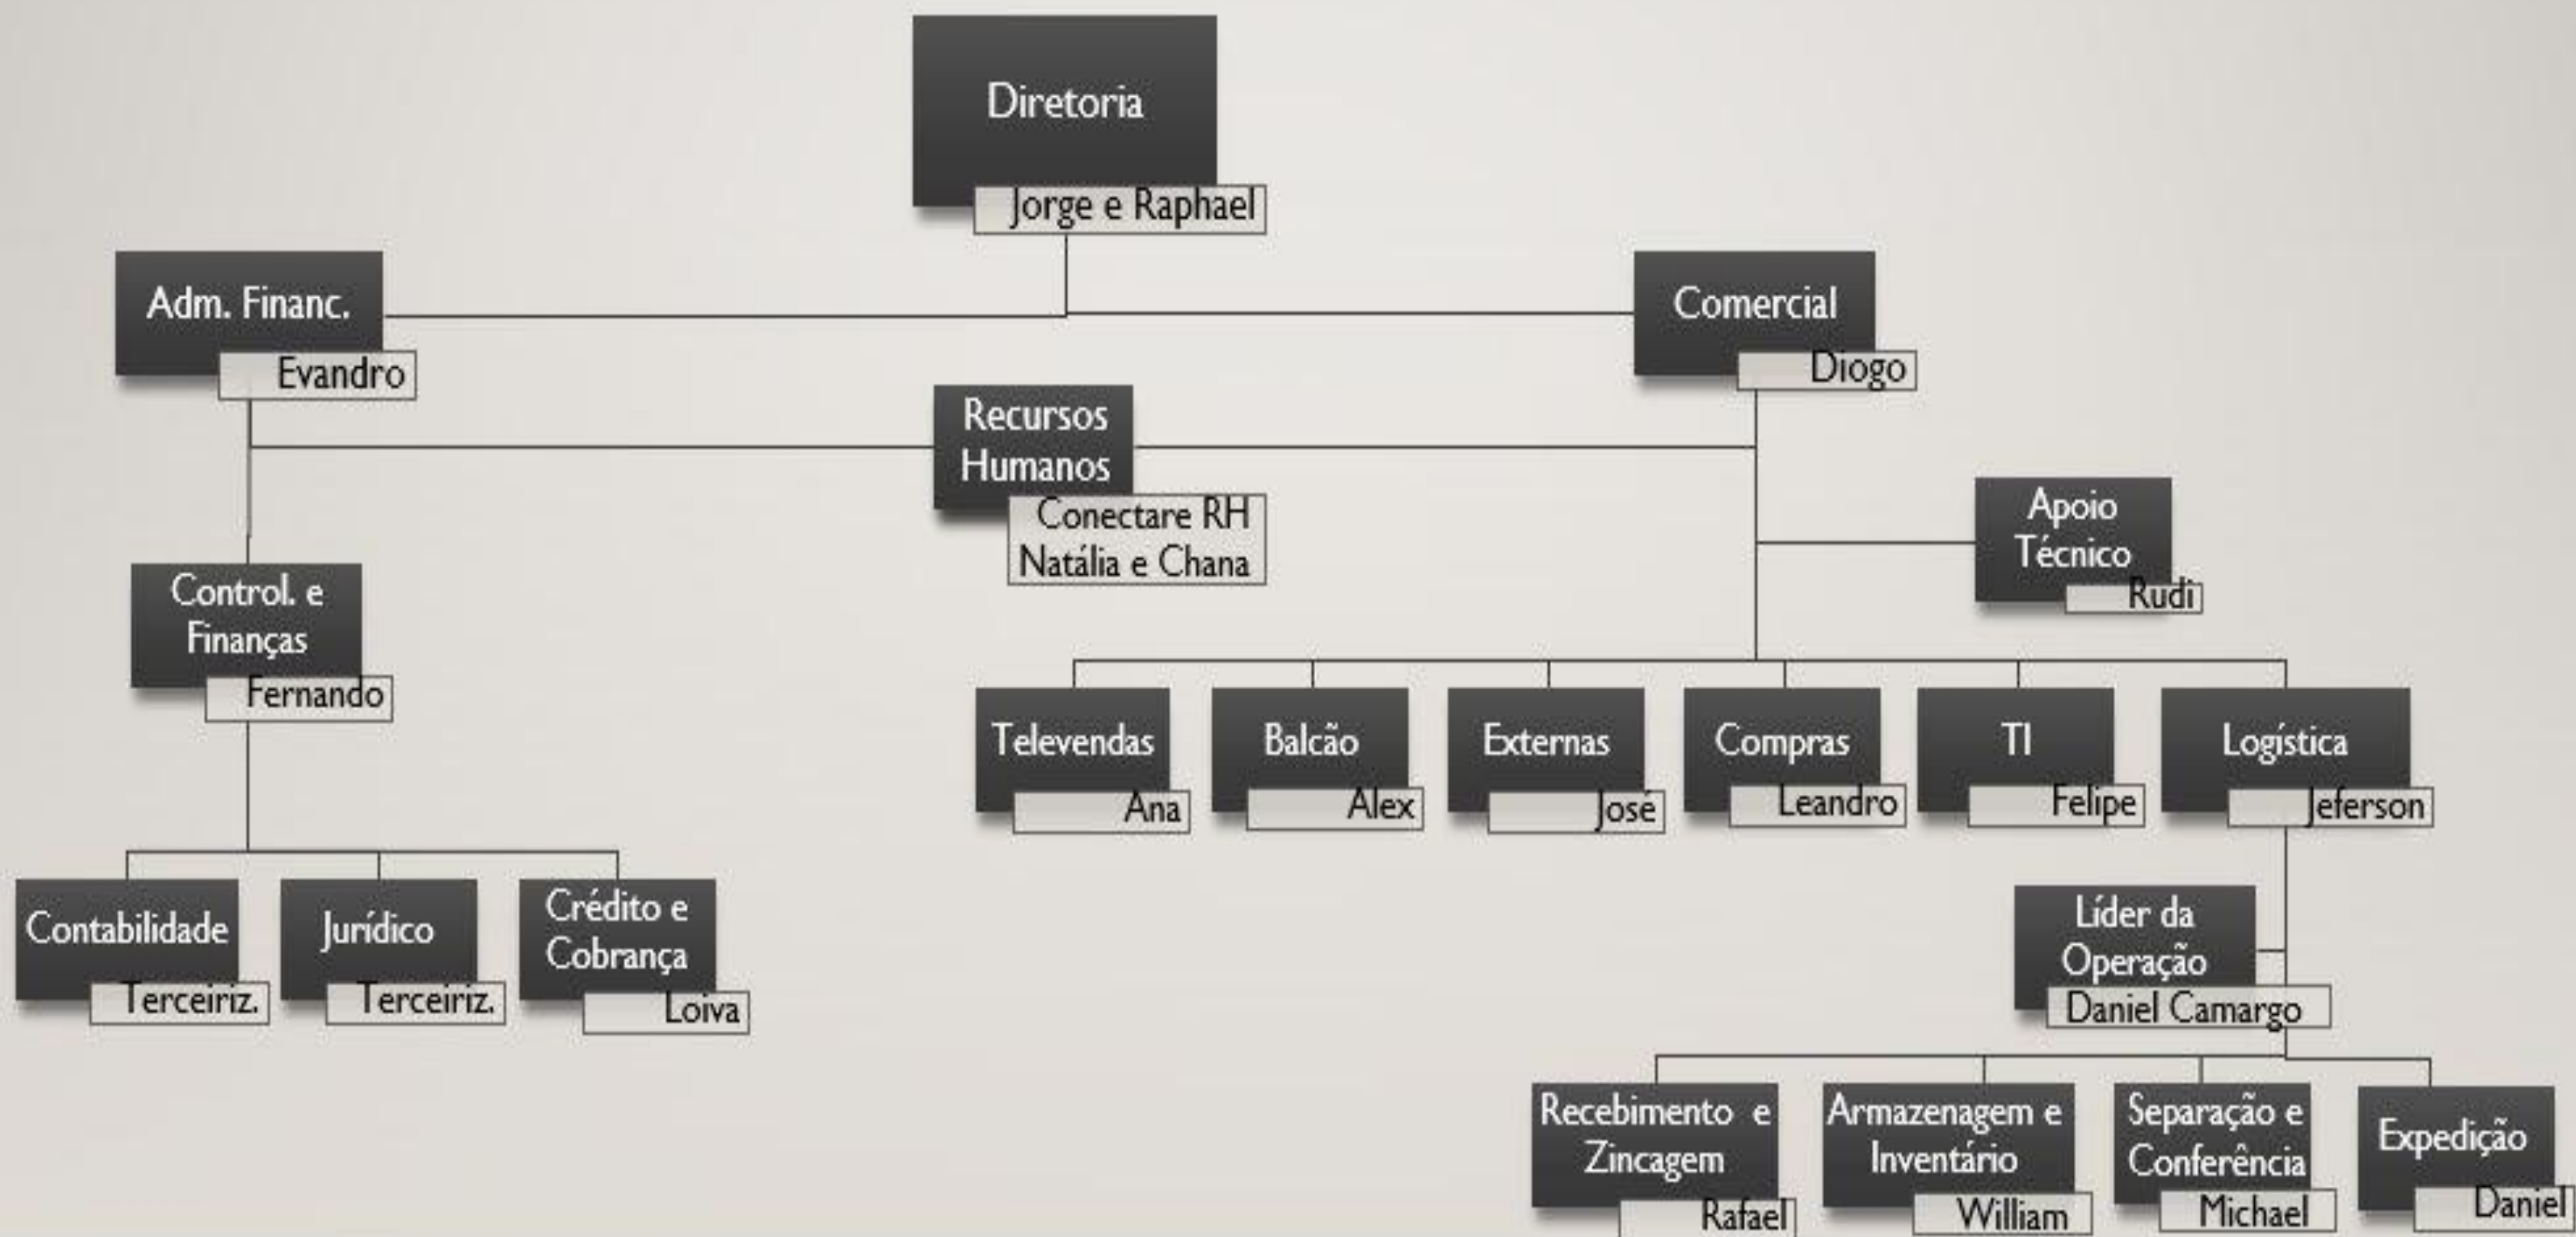 Diretoria
Jorge e Raphael
Adm. Financ.
Evandro
Comercial
Diogo
Recursos
Humanos
Conectare RH
Natália e Chana
Apoio
Técnico
Rudi
Control. e
Finanças
Fernando
Televendas
Ana
Balcão
Alex
Externas
José
Compras
Leandro
TI
Felipe
Logística
Jeferson
Contabilidade
Terceiriz.
Jurídico
Terceiriz.
Crédito e
Cobrança
Loiva
Líder da
Operação
Daniel Camargo
Recebimento e
Zincagem
Rafael
Armazenagem e
Inventário
William
Separação e
Conferência
Michael
Expedição
Daniel